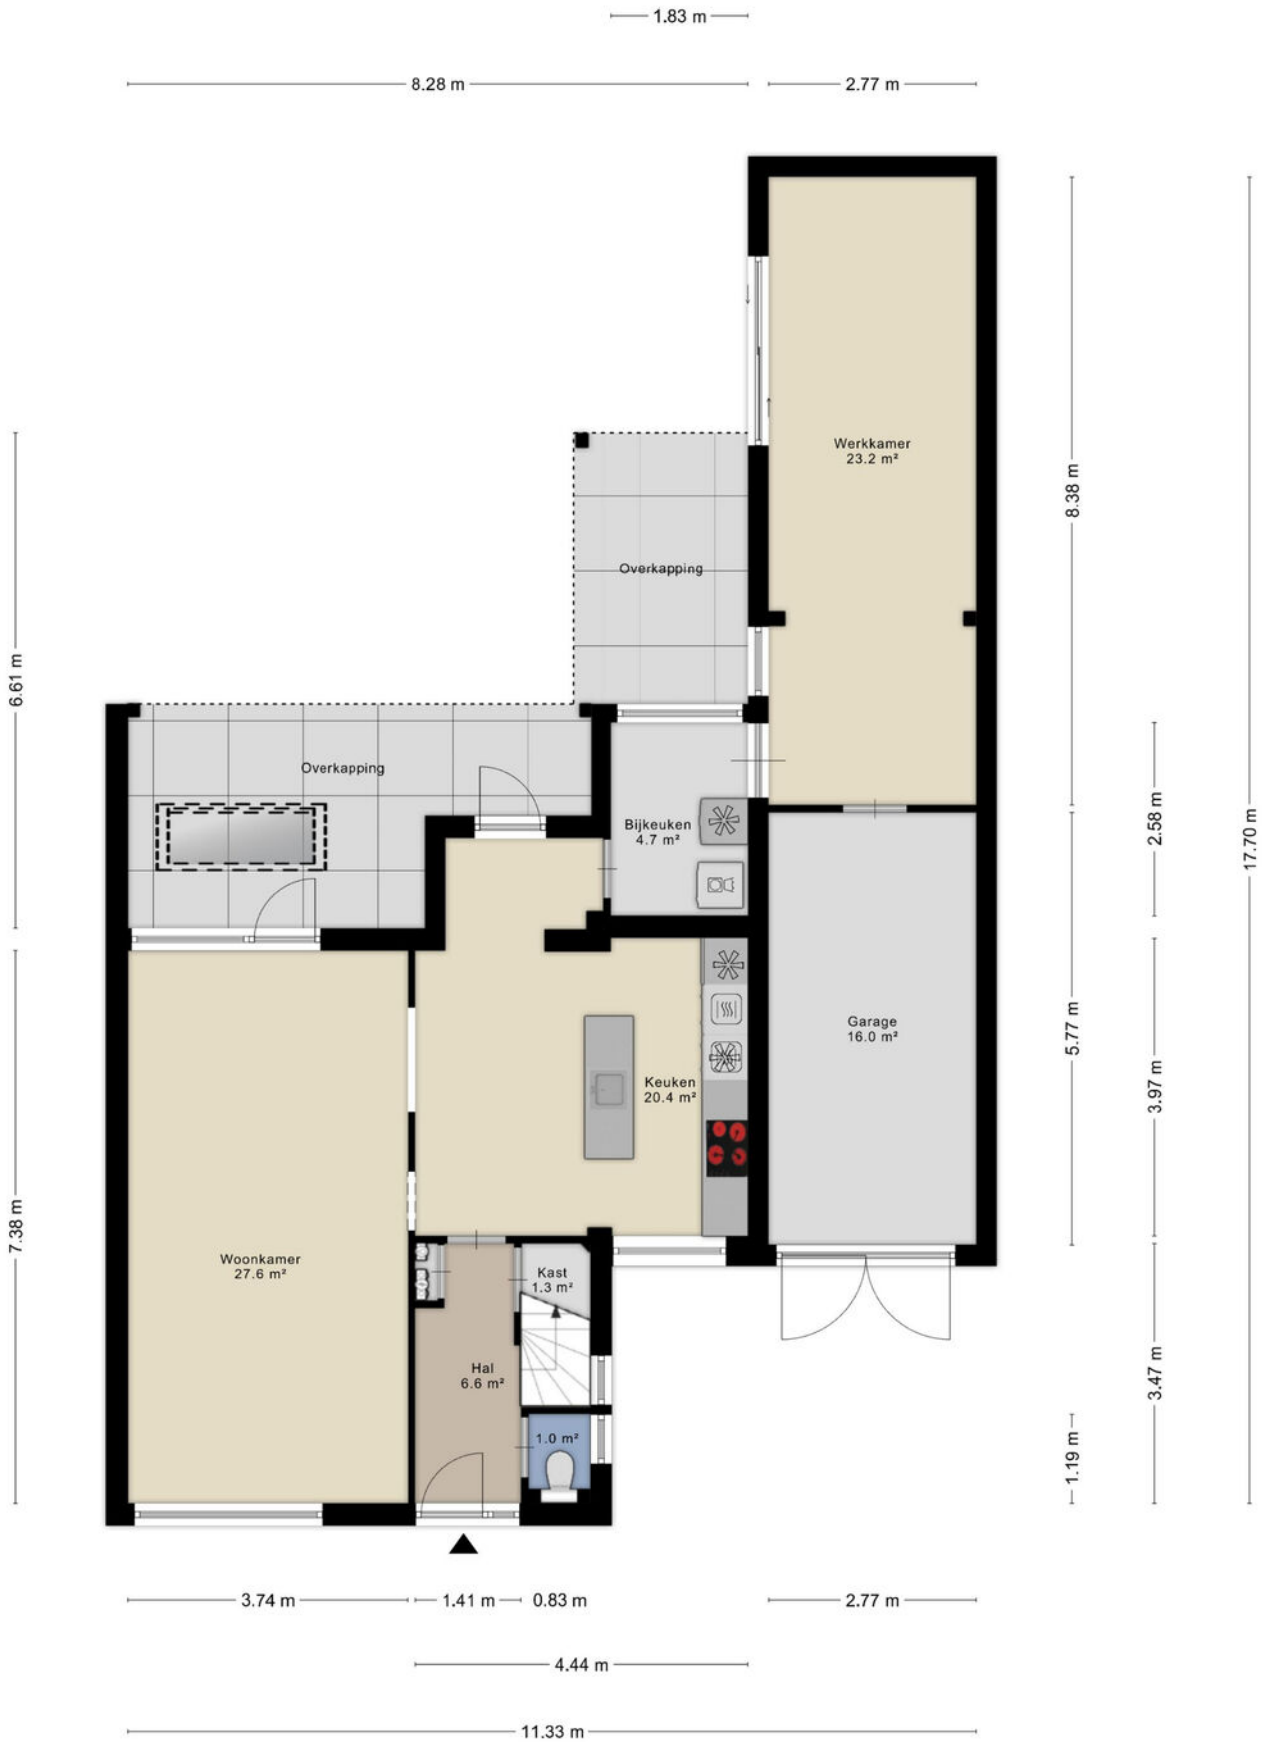 1.83 m
8.28 m
2.77 m
Werkkamer
23.2 m²
8.38 m
Overkapping
6.61 m
Overkapping
Bijkeuken
4.7 m²
2.58 m
17.70 m
Garage
16.0 m²
5.77 m
Keuken
20.4 m²
3.97 m
7.38 m
Woonkamer
27.6 m²
Kast
1.3 m²
Hal
6.6 m²
3.47 m
1.0 m²
1.19 m
3.74 m
1.41 m
0.83 m
2.77 m
4.44 m
11.33 m